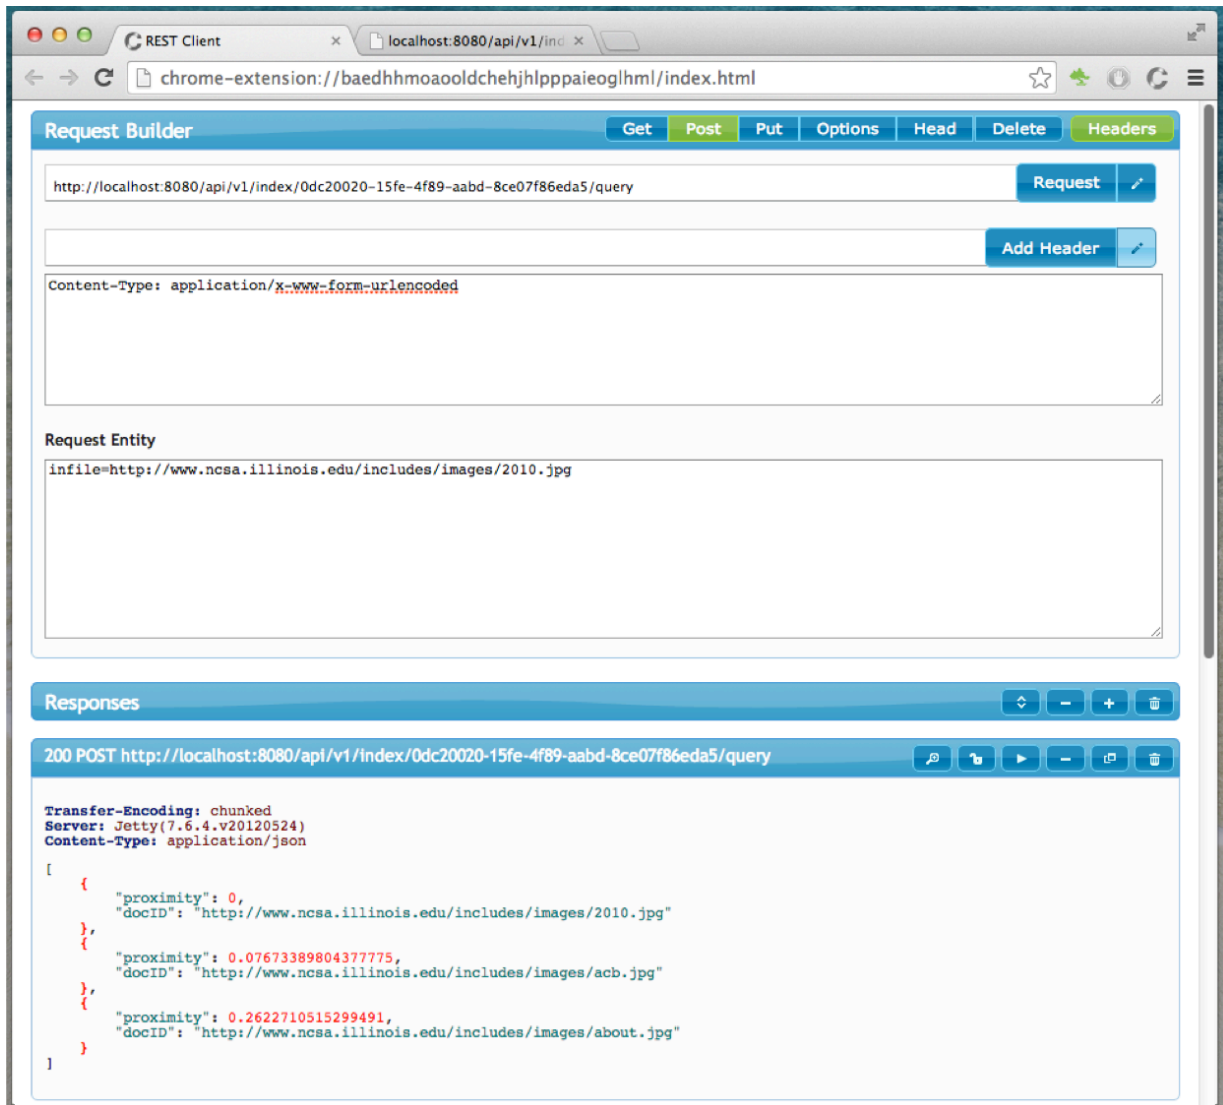 REST Client
localhost:8080/api/v1/ind
chrome-extension://baedhhmoaooldchehjhlpppaieoglhml/index.html
Request Builder
Get Post Put Options Head Delete Headers
http://localhost:8080/api/v1/index/0dc20020-15fe-4f89-aabd-8ce07f86eda5/query
Request
Add Header
Content-Type: application/x-www-form-urlencoded
Request Entity
infile=http://www.ncsa.illinois.edu/includes/images/2010.jpg
Responses
200 POST http://localhost:8080/api/v1/index/0dc20020-15fe-4f89-aabd-8ce07f86eda5/query
Transfer-Encoding: chunked
Server: Jetty(7.6.4.v20120524)
Content-Type: application/json
[
{
"proximity": 0,
"docID": "http://www.ncsa.illinois.edu/includes/images/2010.jpg"
},
{
"proximity": 0.07673389804377775,
"docID": "http://www.ncsa.illinois.edu/includes/images/acb.jpg"
},
{
"proximity": 0.2622710515299491,
"docID": "http://www.ncsa.illinois.edu/includes/images/about.jpg"
}
]